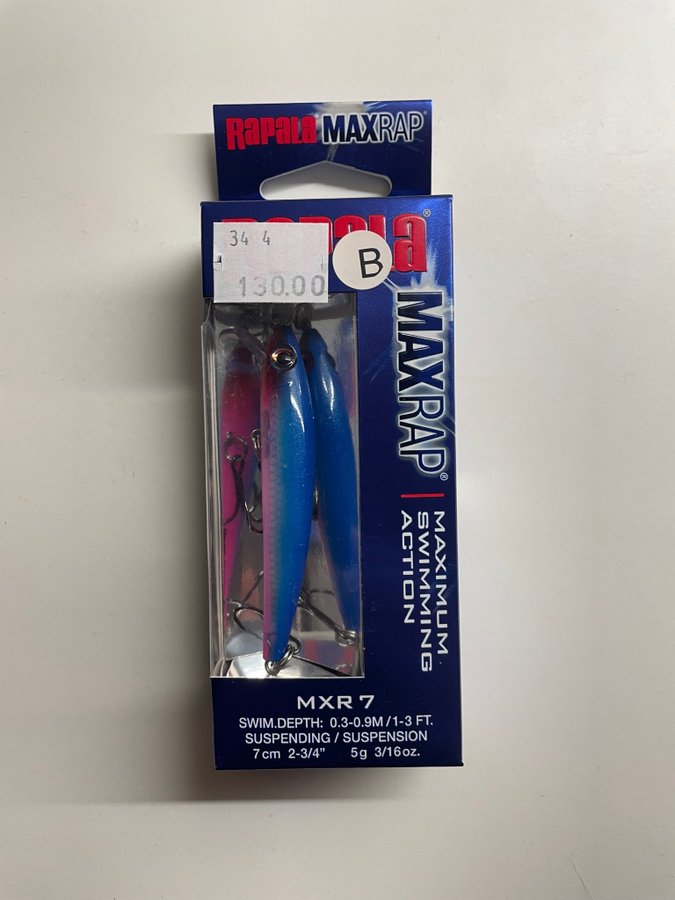 Rapala® MAXRAP®
RAPALA®
34 4
130.00
B
MAXRAP®
MAXIMUM
SWIMMING
ACTION
MXR 7
SWIM.DEPTH: 0.3-0.9M/1-3 FT.
SUSPENDING / SUSPENSION
7cm 2-3/4" 5g 3/16oz.